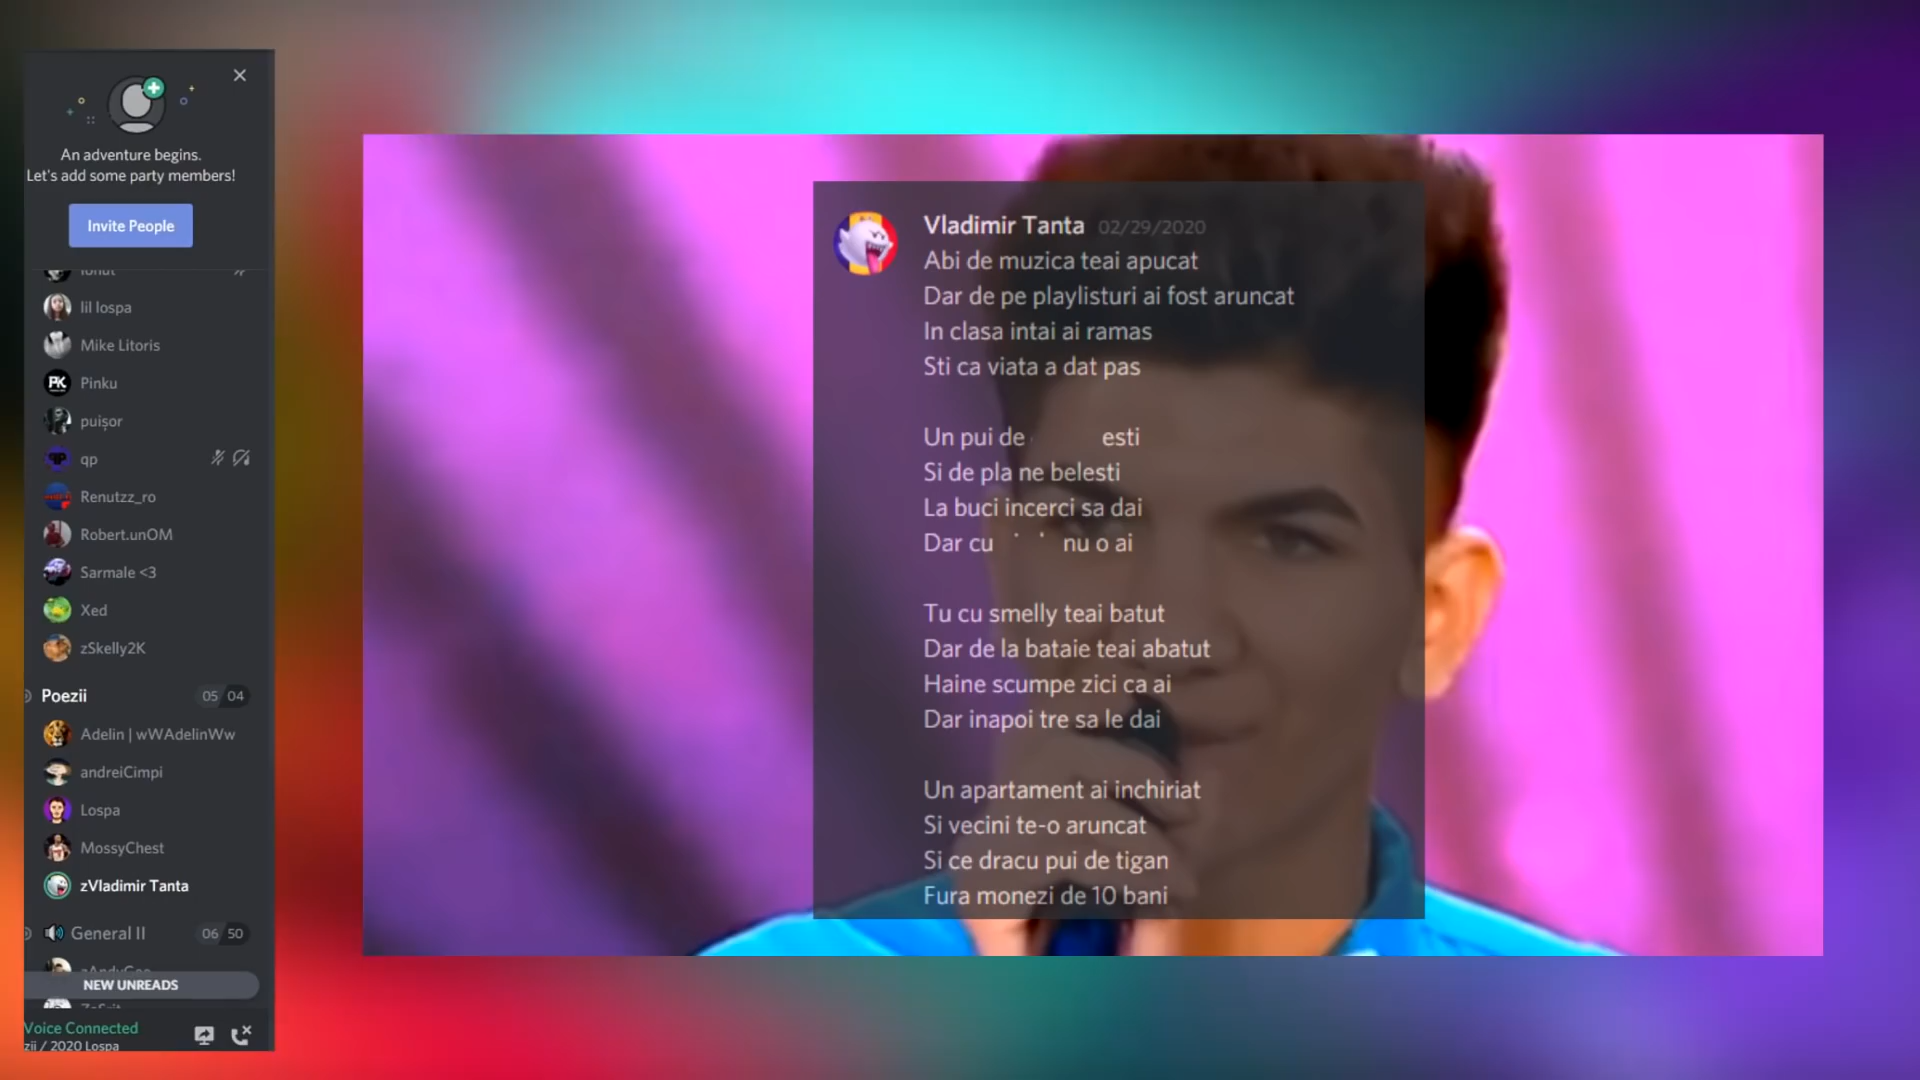 An adventure begins.
Let's add some party members!
Invite People
lil lospa
Mike Litoris
PK
Pinku
puișor
qp
Renutzz_ro
Robert.unOM
Sarmale <3
Xed
zSkelly2K
Poezii 05 04
Adelin | wWAdelinWw
andreiCimpi
Lospa
MossyChest
zVladimir Tanta
General II 06 50
NEW UNREADS
Voice Connected
zii / 2020 Lospa
Vladimir Tanta 02/29/2020
Abi de muzica teai apucat
Dar de pe playlisturi ai fost aruncat
In clasa intai ai ramas
Sti ca viata a dat pas
Un pui de esti
Si de pla ne belesti
La buci incerci sa dai
Dar cu nu o ai
Tu cu smelly teai batut
Dar de la bataie teai abatut
Haine scumpe zici ca ai
Dar inapoi tre sa le dai
Un apartament ai inchiriat
Si vecini te-o aruncat
Si ce dracu pui de tigan
Fura monezi de 10 bani